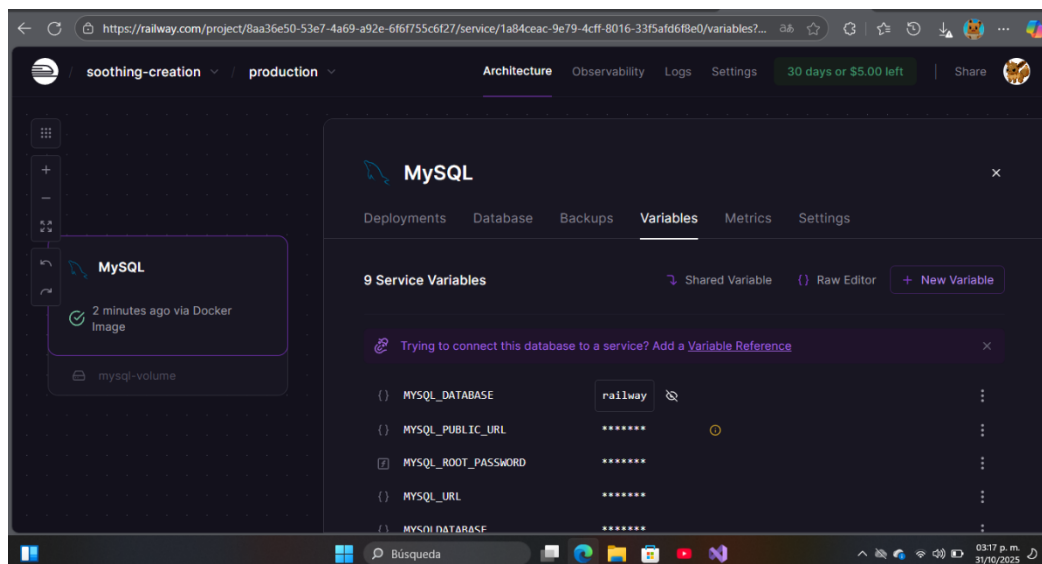 https://railway.com/project/8aa36e50-53e7-4a69-a92e-6f6f755c6f27/service/1a84ceac-9e79-4cff-8016-33f5afd6f8e0/variables?...
/ soothing-creation / production
Architecture Observability Logs Settings 30 days or $5.00 left Share
MySQL
Deployments Database Backups Variables Metrics Settings
MySQL
2 minutes ago via Docker
Image
mysql-volume
9 Service Variables Shared Variable {} Raw Editor + New Variable
Trying to connect this database to a service? Add a Variable Reference
{} MYSQL_DATABASE railway
{} MYSQL_PUBLIC_URL *******
MYSQL_ROOT_PASSWORD *******
{} MYSQL_URL *******
{} MYSQLDATABASE *******
Búsqueda
03:17 p. m.
31/10/2025